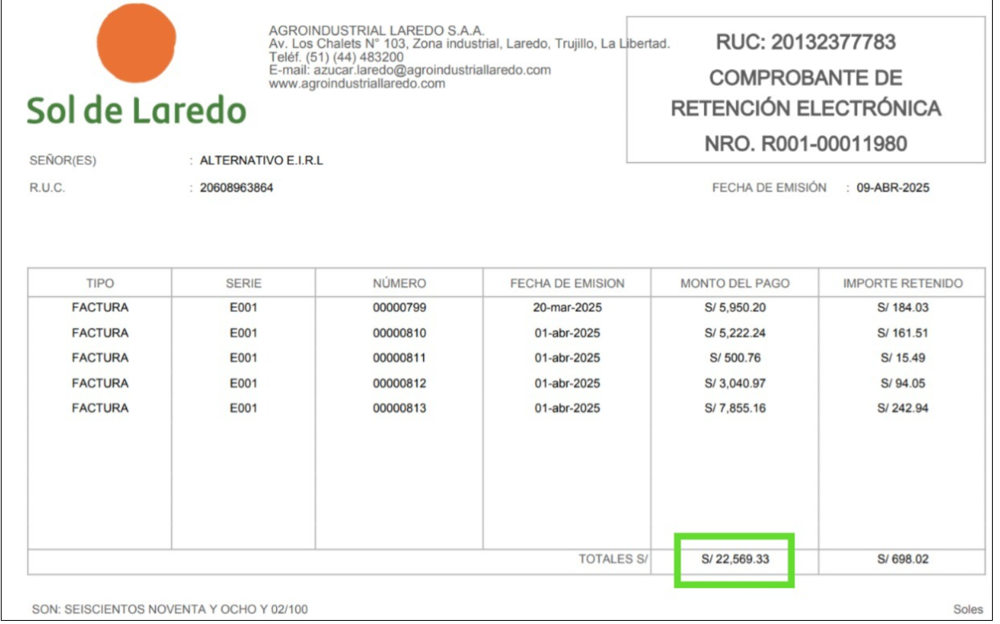 Sol de Laredo
AGROINDUSTRIAL LAREDO S.A.A.
Av. Los Chalets N° 103, Zona industrial, Laredo, Trujillo, La Libertad.
Teléf. (51) (44) 483200
E-mail: azucar.laredo@agroindustriallaredo.com
www.agroindustriallaredo.com
RUC: 20132377783
COMPROBANTE DE
RETENCIÓN ELECTRÓNICA
NRO. R001-00011980
SEÑOR(ES) : ALTERNATIVO E.I.R.L
R.U.C. : 20608963864
FECHA DE EMISIÓN : 09-ABR-2025
TIPO SERIE NÚMERO FECHA DE EMISION MONTO DEL PAGO IMPORTE RETENIDO
FACTURA E001 00000799 20-mar-2025 S/ 5,950.20 S/ 184.03
FACTURA E001 00000810 01-abr-2025 S/ 5,222.24 S/ 161.51
FACTURA E001 00000811 01-abr-2025 S/ 500.76 S/ 15.49
FACTURA E001 00000812 01-abr-2025 S/ 3,040.97 S/ 94.05
FACTURA E001 00000813 01-abr-2025 S/ 7,855.16 S/ 242.94
TOTALES S/ S/ 22,569.33 S/ 698.02
SON: SEISCIENTOS NOVENTA Y OCHO Y 02/100 Soles